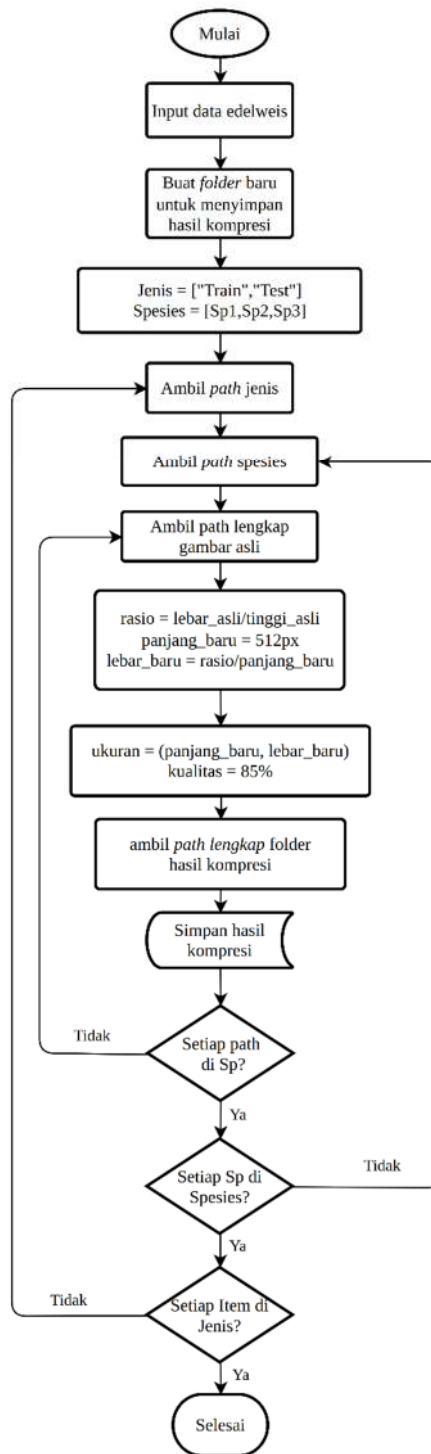 Mulai
Input data edelweis
Buat folder baru
untuk menyimpan
hasil kompresi
Jenis = ["Train","Test"]
Spesies = [Sp1,Sp2,Sp3]
Ambil path jenis
Ambil path spesies
Ambil path lengkap
gambar asli
rasio = lebar_asli/tinggi_asli
panjang_baru = 512px
lebar_baru = rasio/panjang_baru
ukuran = (panjang_baru, lebar_baru)
kualitas = 85%
ambil path lengkap folder
hasil kompresi
Simpan hasil
kompresi
Tidak
Setiap path
di Sp?
Ya
Setiap Sp di
Spesies?
Tidak
Ya
Tidak
Setiap Item di
Jenis?
Ya
Selesai